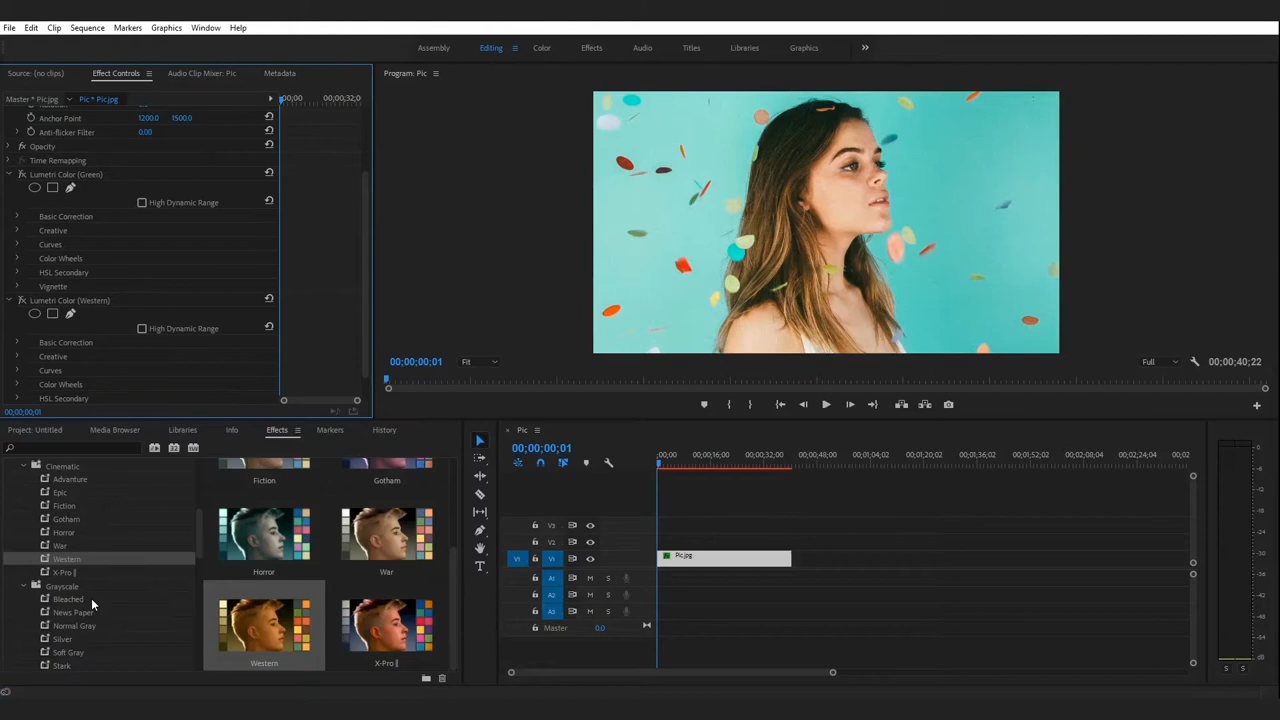 File Edit Clip Sequence Markers Graphics Window Help
Assembly Editing Color Effects Audio Titles Libraries Graphics
Source: (no clips) Effect Controls Audio Clip Mixer: Pic Metadata
Program: Pic
Master * Pic.jpg Pic * Pic.jpg
;00;00 00;00;32;0
Anchor Point 1200.0 1500.0
Anti-flicker Filter 0.00
Opacity
Time Remapping
Lumetri Color (Green)
High Dynamic Range
Basic Correction
Creative
Curves
Color Wheels
HSL Secondary
Vignette
Lumetri Color (Western)
High Dynamic Range
Basic Correction
Creative
Curves
Color Wheels
HSL Secondary
00;00;00;01
00;00;00;01 Fit Full 00;00;40;22
Project: Untitled Media Browser Libraries Info Effects Markers History
Cinematic
Advanture
Epic
Fiction
Gotham
Horror
War
Western
X-Pro ||
Grayscale
Bleached
News Paper
Normal Gray
Silver
Soft Gray
Stark
Fiction Gotham
Horror War
Western X-Pro ||
Pic
00;00;00;01
;00;00 00;00;16;00 00;00;32;00 00;00;48;00 00;01;04;02 00;01;20;02 00;01;36;02 00;01;52;02 00;02;08;04 00;02;24;04 00;02
V3
V2
V1 V1 Pic.jpg
A1 M S
A2 M S
A3 M S
Master 0.0
S S